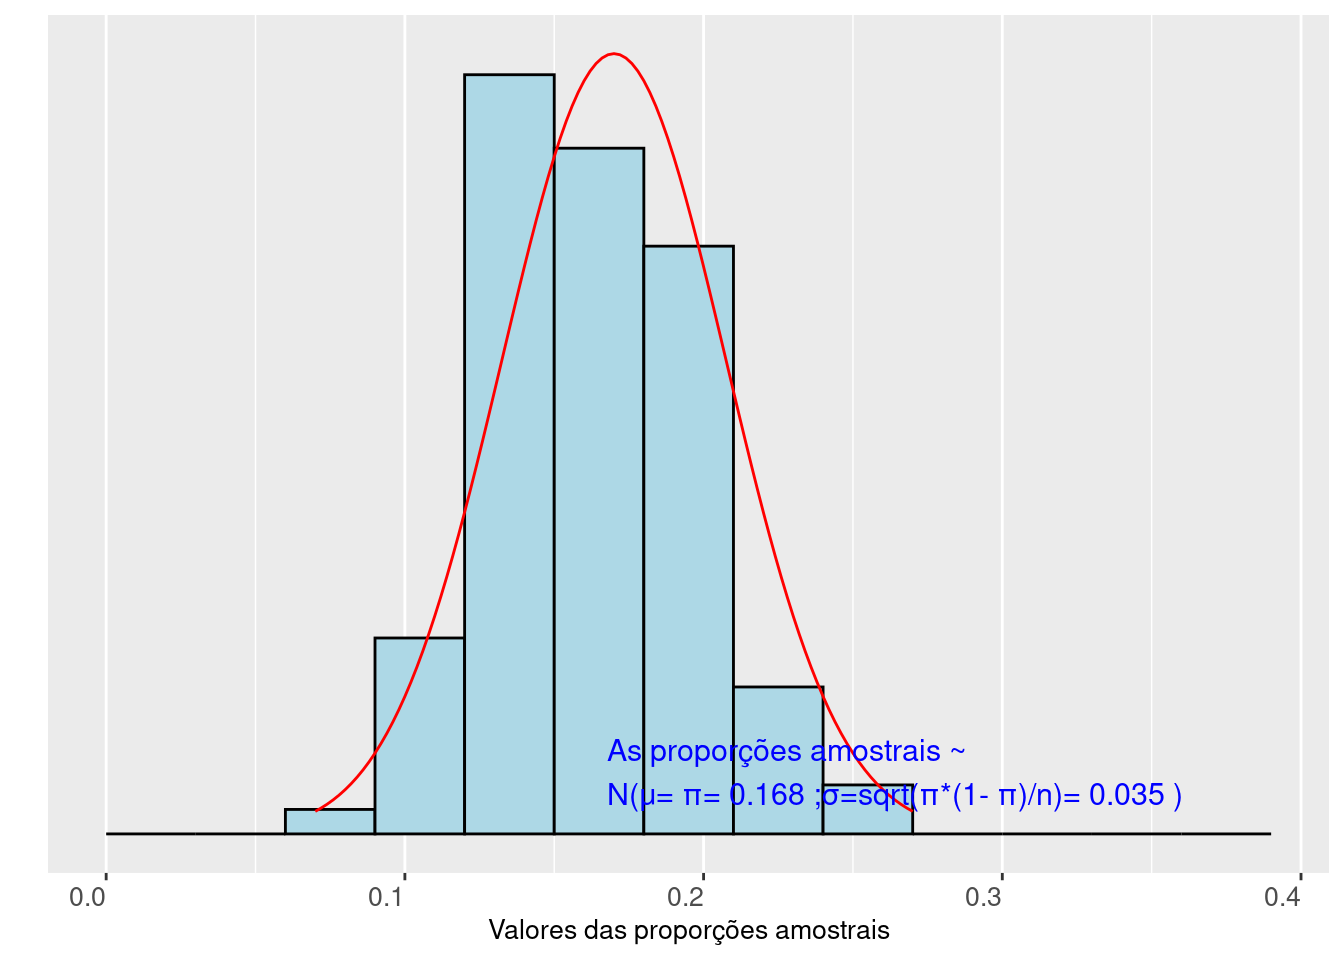 As proporções amostrais ~
N(μ= π= 0.168 ;σ=sqrt(π*(1- π)/n)= 0.035 )
0.0 0.1 0.2 0.3 0.4
Valores das proporções amostrais